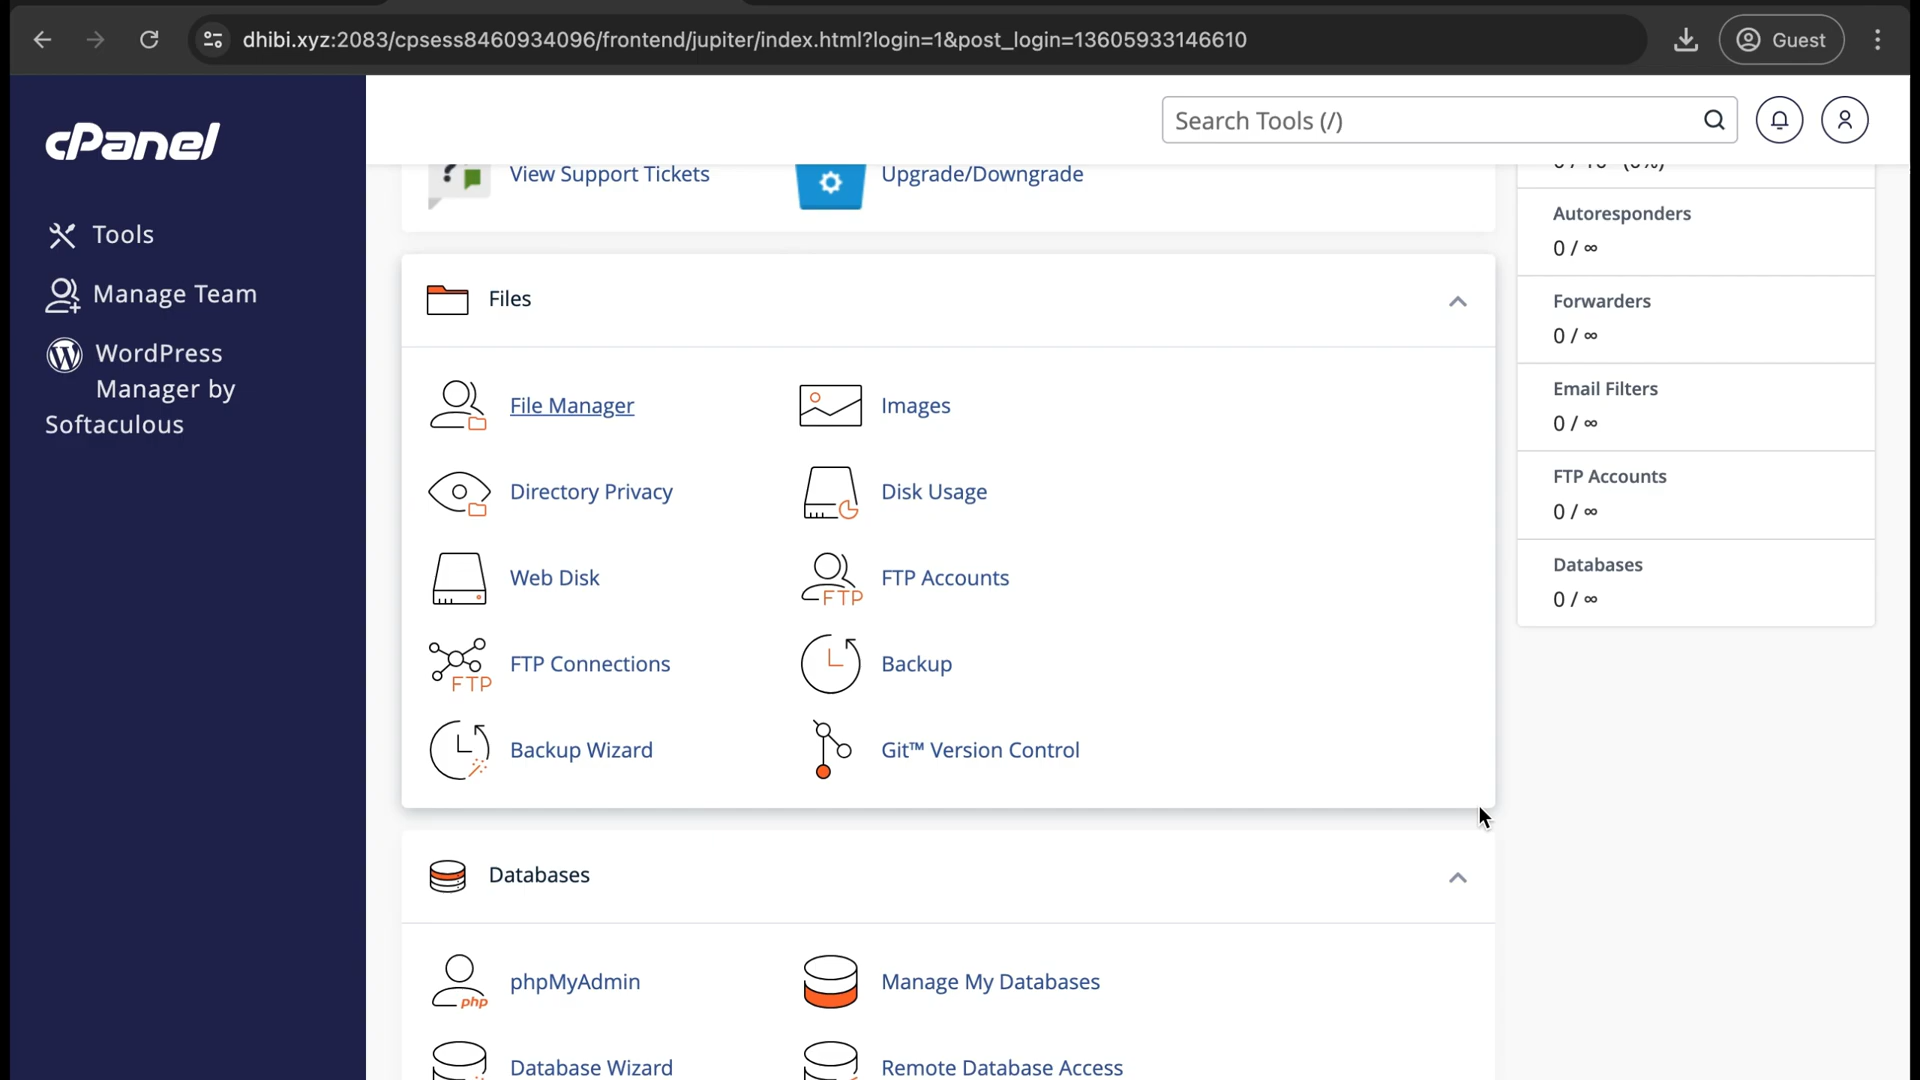 dhibi.xyz:2083/cpsess8460934096/frontend/jupiter/index.html?login=1&post_login=13605933146610
Guest
cPanel
Search Tools (/)
Tools
Manage Team
WordPress
Manager by
Softaculous
View Support Tickets
Upgrade/Downgrade
Files
File Manager
Images
Directory Privacy
Disk Usage
Web Disk
FTP
FTP Accounts
FTP
FTP Connections
Backup
Backup Wizard
Git™ Version Control
Databases
php
phpMyAdmin
Manage My Databases
Database Wizard
Remote Database Access
Autoresponders
0 / ∞
Forwarders
0 / ∞
Email Filters
0 / ∞
FTP Accounts
0 / ∞
Databases
0 / ∞